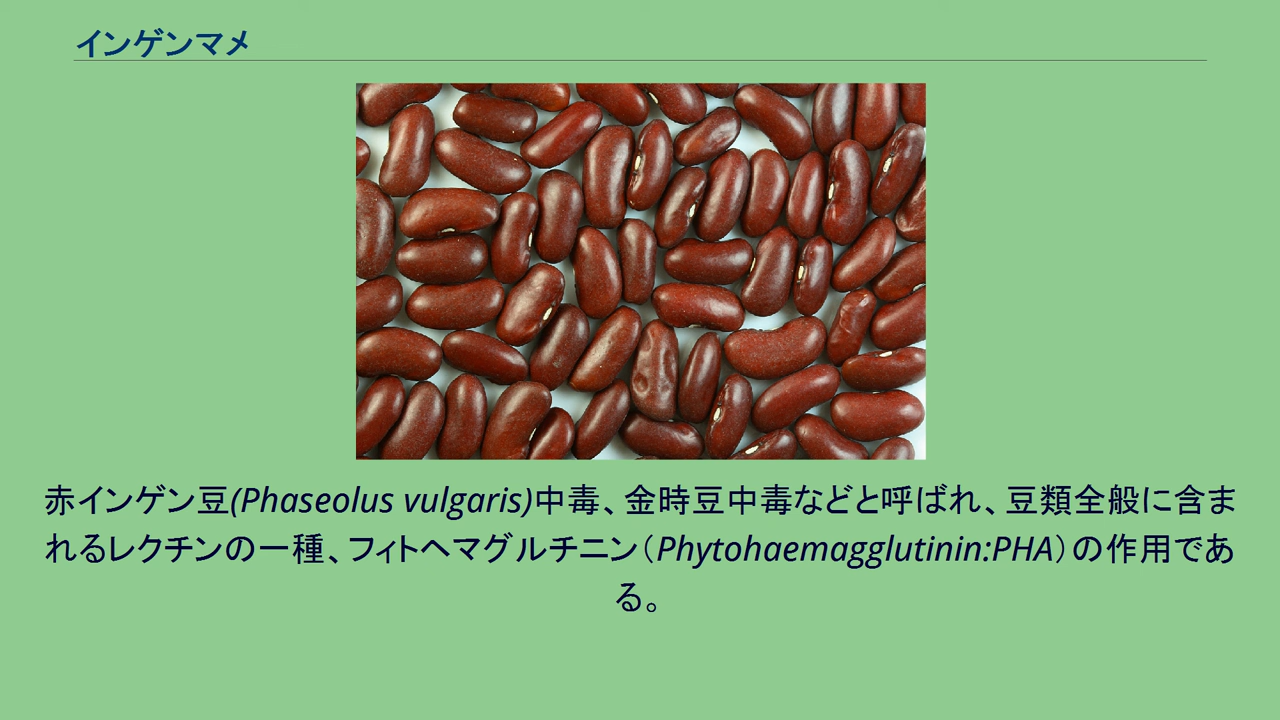 インゲンマメ
赤インゲン豆(Phaseolus vulgaris)中毒、金時豆中毒などと呼ばれ、豆類全般に含ま
れるレクチンの一種、フィトヘマグルチニン（Phytohaemagglutinin:PHA）の作用であ
る。